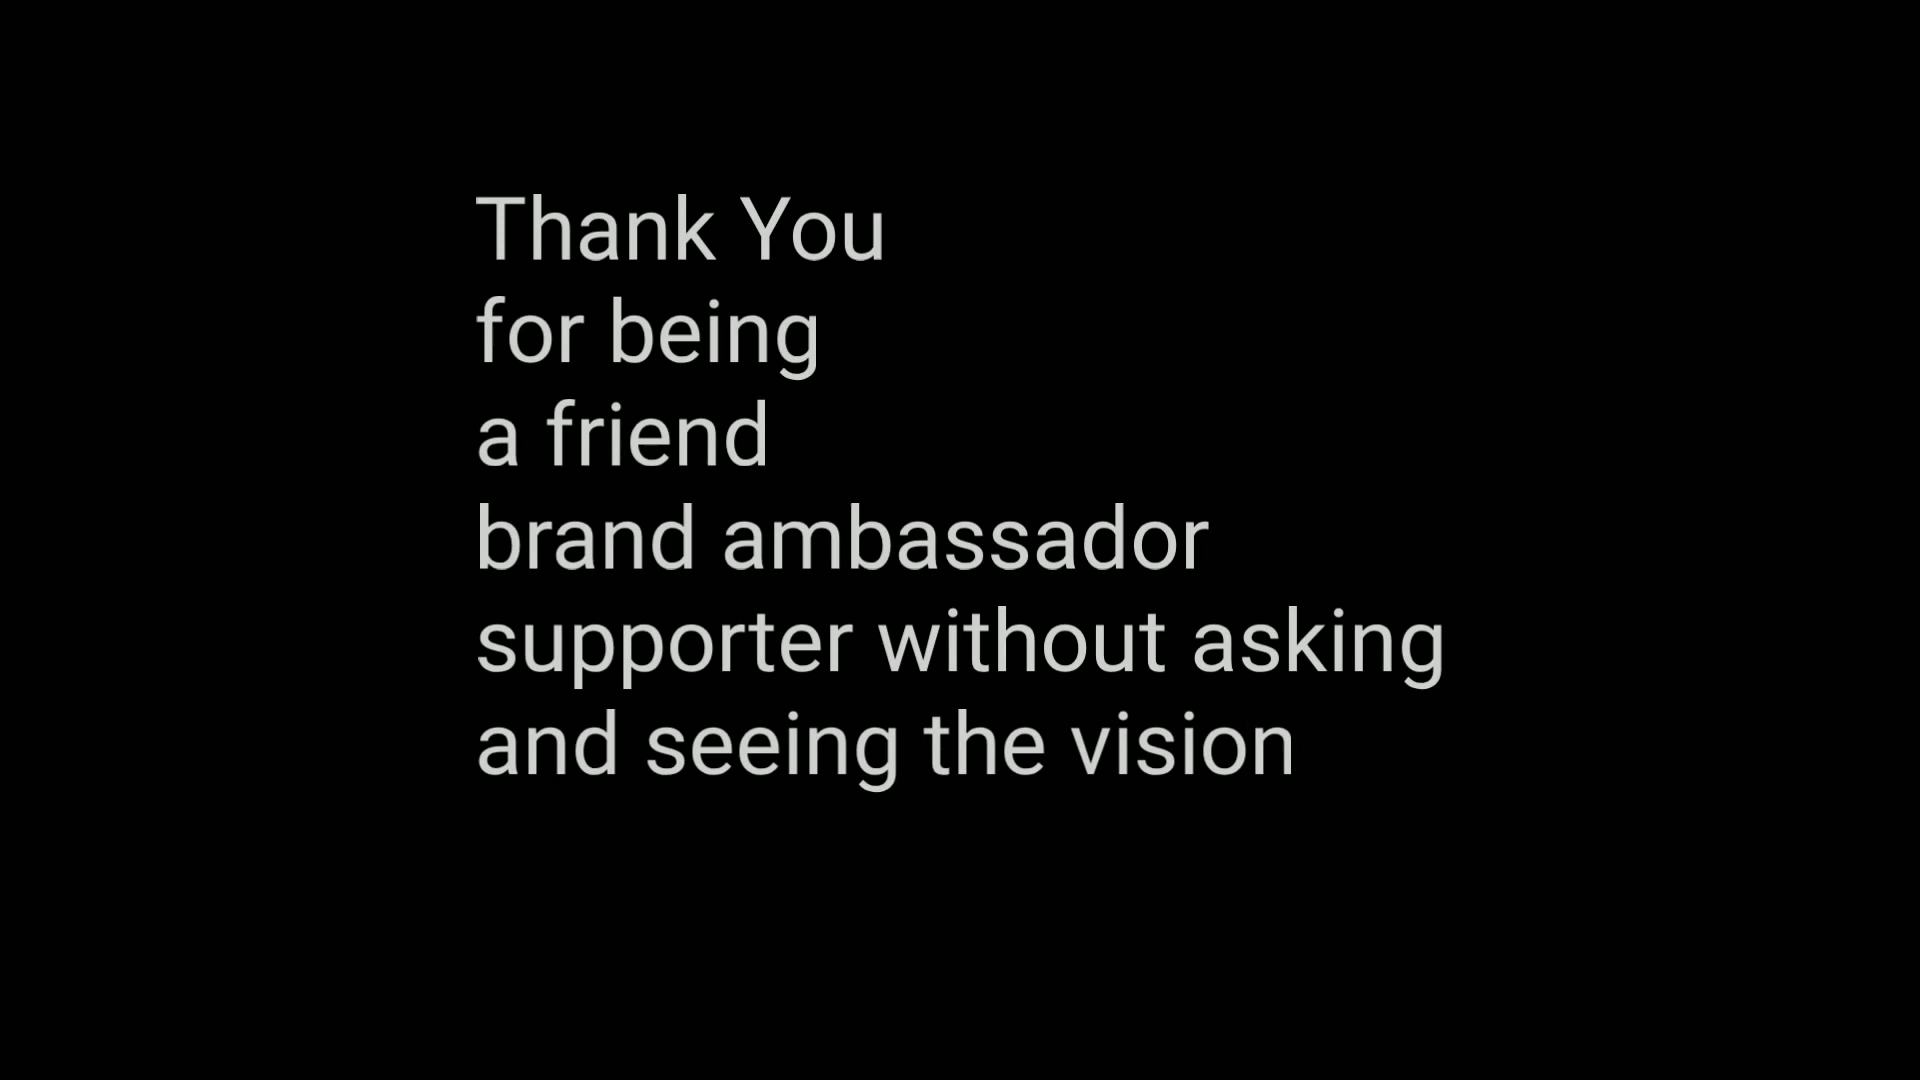 Thank You
for being
a friend
brand ambassador
supporter without asking
and seeing the vision